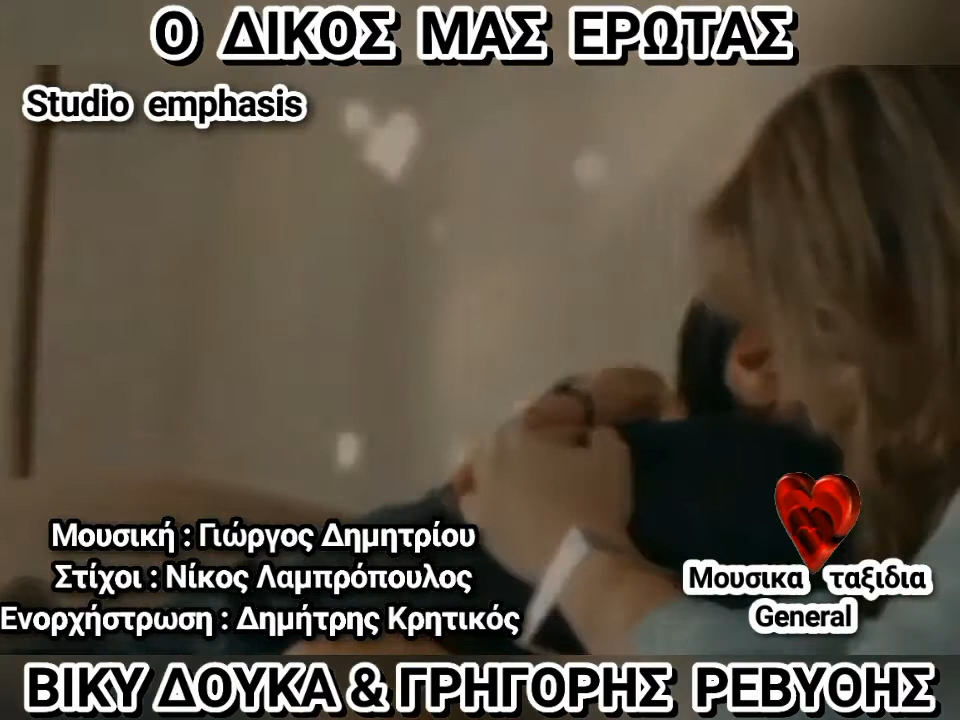 Ο ΔΙΚΟΣ ΜΑΣ ΕΡΩΤΑΣ
Studio emphasis
Μουσική : Γιώργος Δημητρίου
Στίχοι : Νίκος Λαμπρόπουλος
Ενορχήστρωση : Δημήτρης Κρητικός
Μουσικα ταξιδια
General
ΒΙΚΥ ΔΟΥΚΑ & ΓΡΗΓΟΡΗΣ ΡΕΒΥΘΗΣ